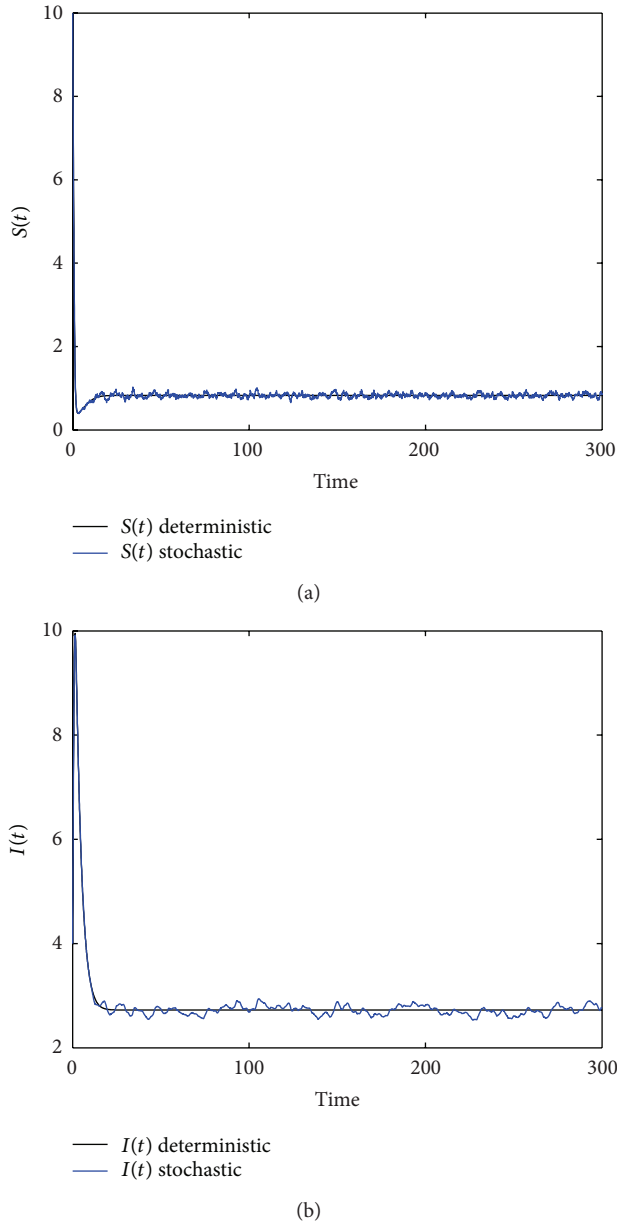 10
8
6
4
2
0
S(t)
0
100
200
300
Time
S(t) deterministic
S(t) stochastic
(a)
10
8
6
4
2
I(t)
0
100
200
300
Time
I(t) deterministic
I(t) stochastic
(b)